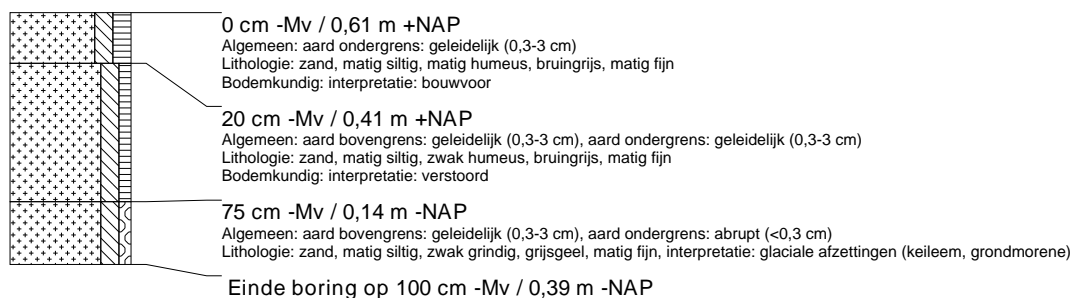 0 cm -Mv / 0,61 m +NAP
Algemeen: aard ondergrens: geleidelijk (0,3-3 cm)
Lithologie: zand, matig siltig, matig humeus, bruingrijs, matig fijn
Bodemkundig: interpretatie: bouwvoor
20 cm -Mv / 0,41 m +NAP
Algemeen: aard bovengrens: geleidelijk (0,3-3 cm), aard ondergrens: geleidelijk (0,3-3 cm)
Lithologie: zand, matig siltig, zwak humeus, bruingrijs, matig fijn
Bodemkundig: interpretatie: verstoord
75 cm -Mv / 0,14 m -NAP
Algemeen: aard bovengrens: geleidelijk (0,3-3 cm), aard ondergrens: abrupt (<0,3 cm)
Lithologie: zand, matig siltig, zwak grindig, grijsgeel, matig fijn, interpretatie: glaciale afzettingen (keileem, grondmorene)
Einde boring op 100 cm -Mv / 0,39 m -NAP